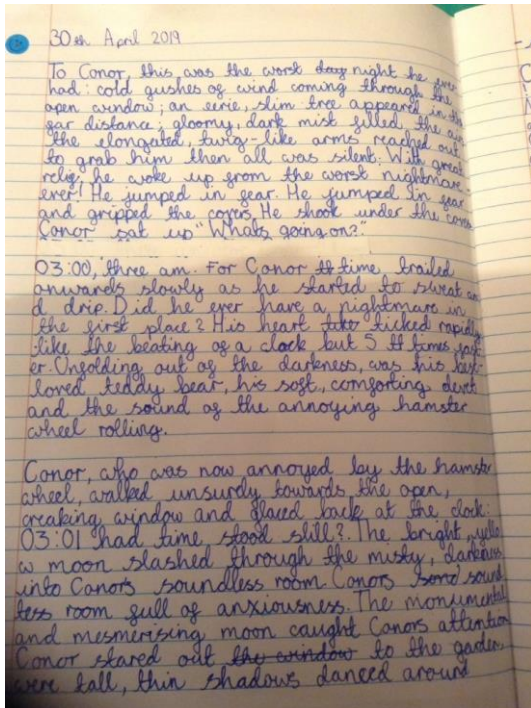 30th April 2019
To Conor, this was the worst night he ever
had: cold gushes of wind coming through the
open window; an eirie, slim tree appeared in the
far distance; gloomy, dark mist filled the air
the elongated, twig-like arms reached out
to grab him then all was silent. With great
he woke up from the worst nightmare
ever! He jumped in fear. He jumped in fear
and gripped the covers. He shook under the covers
Conor sat up "Whats going on?"
03:00, three am. For Conor time trailed
onwards slowly as he started to sweat an
d drip. Did he ever have a nightmare in
the first place? His heart ticked rapidly
like the beating of a clock but 5 times fast
er. Unfolding out of the darkness, was his best-
loved teddy bear, his soft, comforting
and the sound of the annoying hamster
wheel rolling.
Conor, who was now annoyed by the hamster
wheel, walked unsurdy towards the open,
creaking window and glaced back at the clock:
03:01 had time stood still?. The bright, yello
w moon slashed through the misty, darkness
into Conors soundless room Conors sound
less room full of anxiousness. The monumental
and mesmerising moon caught Conors attention
Conor stared out the window to the garden
were tall, thin shadows danced around